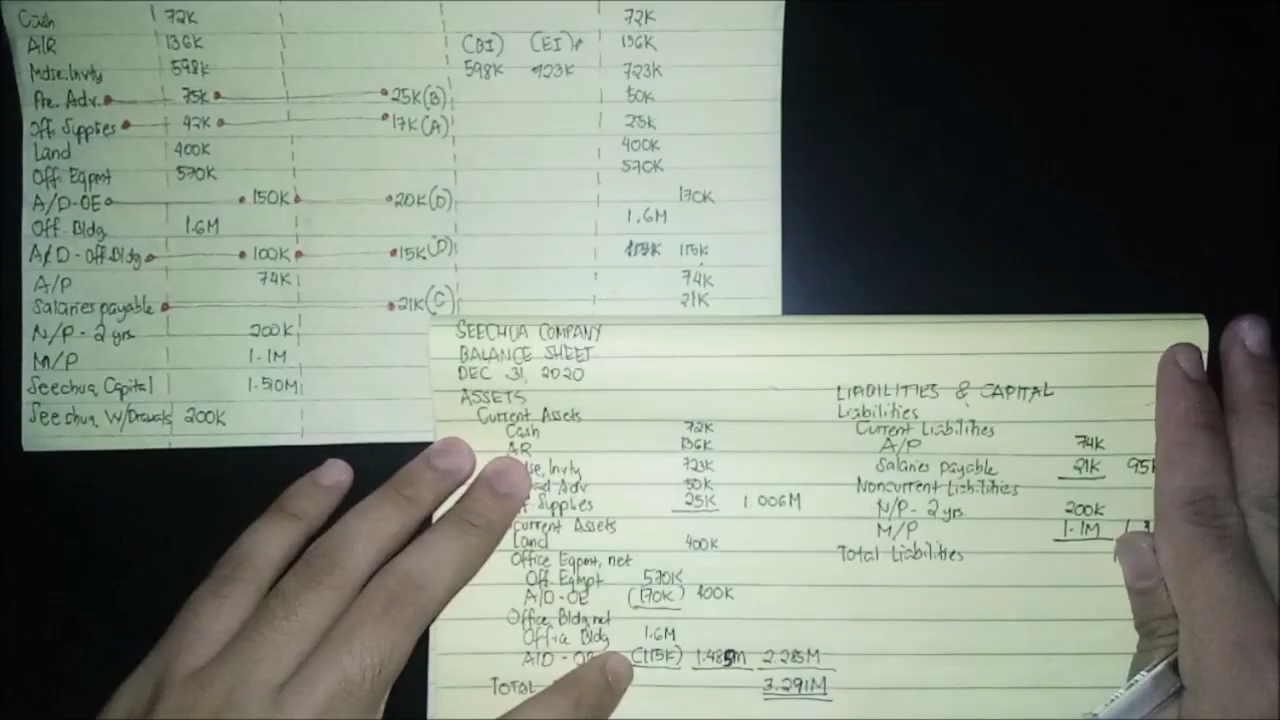 Cash 72K 72K
A/R 136K (BI) (EI) 136K
Mdse. Invty 598K 598K 723K 723K
Pre. Adv. 75K 25K(B) 50K
Off. Supplies 42K 17K(A) 25K
Land 400K 400K
Off. Eqpmt 570K 570K
A/D-OE 150K 20K(D) 170K
Off. Bldg 1.6M 1.6M
A/D - Off. Bldg 100K 15K(D) 115K
A/P 74K 74K
Salaries payable 21K(C) 21K
N/P - 2 yrs 200K
M/P 1.1M
Seechua, Capital 1.510M
Seechua, W/Drawals 200K
SEECHUA COMPANY
BALANCE SHEET
DEC 31, 2020
ASSETS
Current Assets
Cash 72K
AR 136K
Invty 723K
Adv 50K
Supplies 25K 1.006M
current Assets
Land 400K
Office Eqpmt, net
Off. Eqmpt 570K
A/D-OE (170K) 400K
Office Bldg, net
Office Bldg 1.6M
A/D - (115K) 1.485M 2.285M
TOTAL 3.291M
LIABILITIES & CAPITAL
Liabilities
Current Liabilities
A/P 74K
Salaries payable 21K 95K
Noncurrent Liabilities
N/P - 2 yrs 200K
M/P 1.1M
Total Liabilities